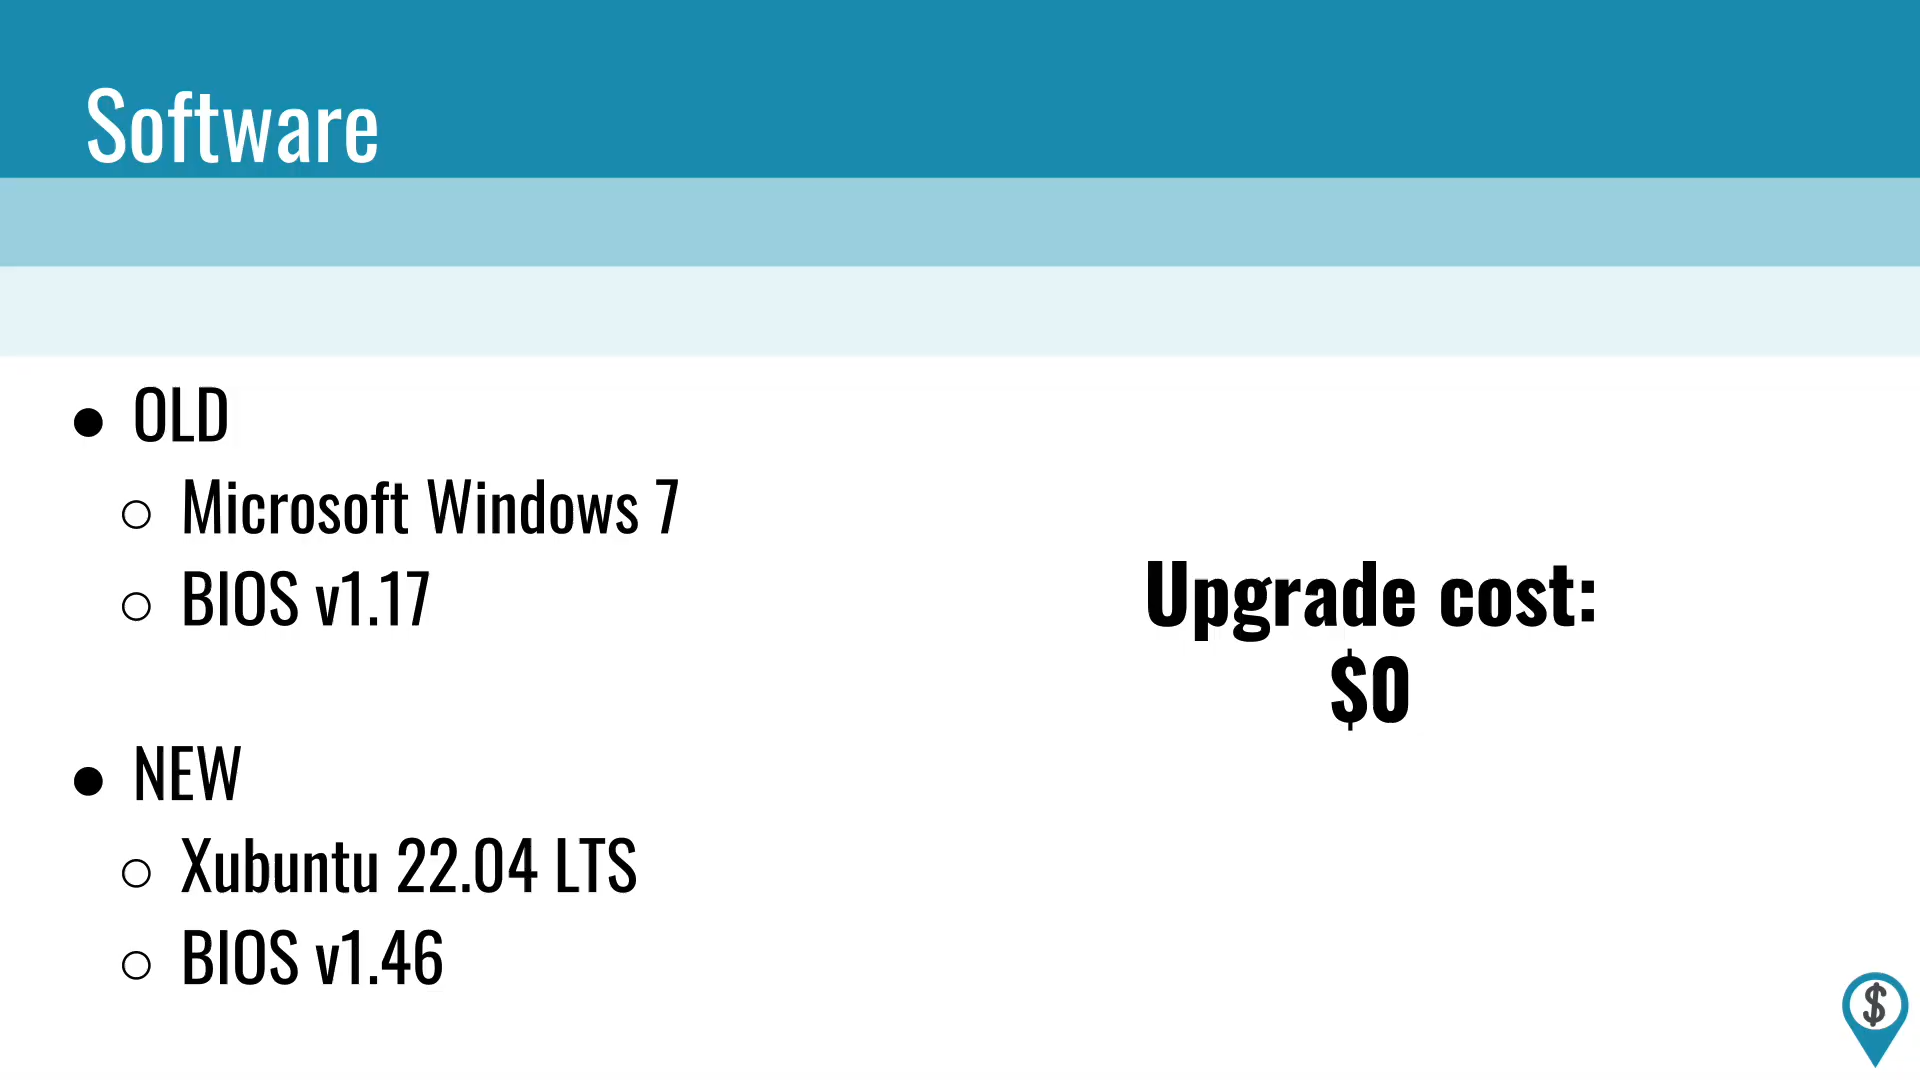 Software
● OLD
○ Microsoft Windows 7
○ BIOS v1.17
● NEW
○ Xubuntu 22.04 LTS
○ BIOS v1.46
Upgrade cost:
$0
$